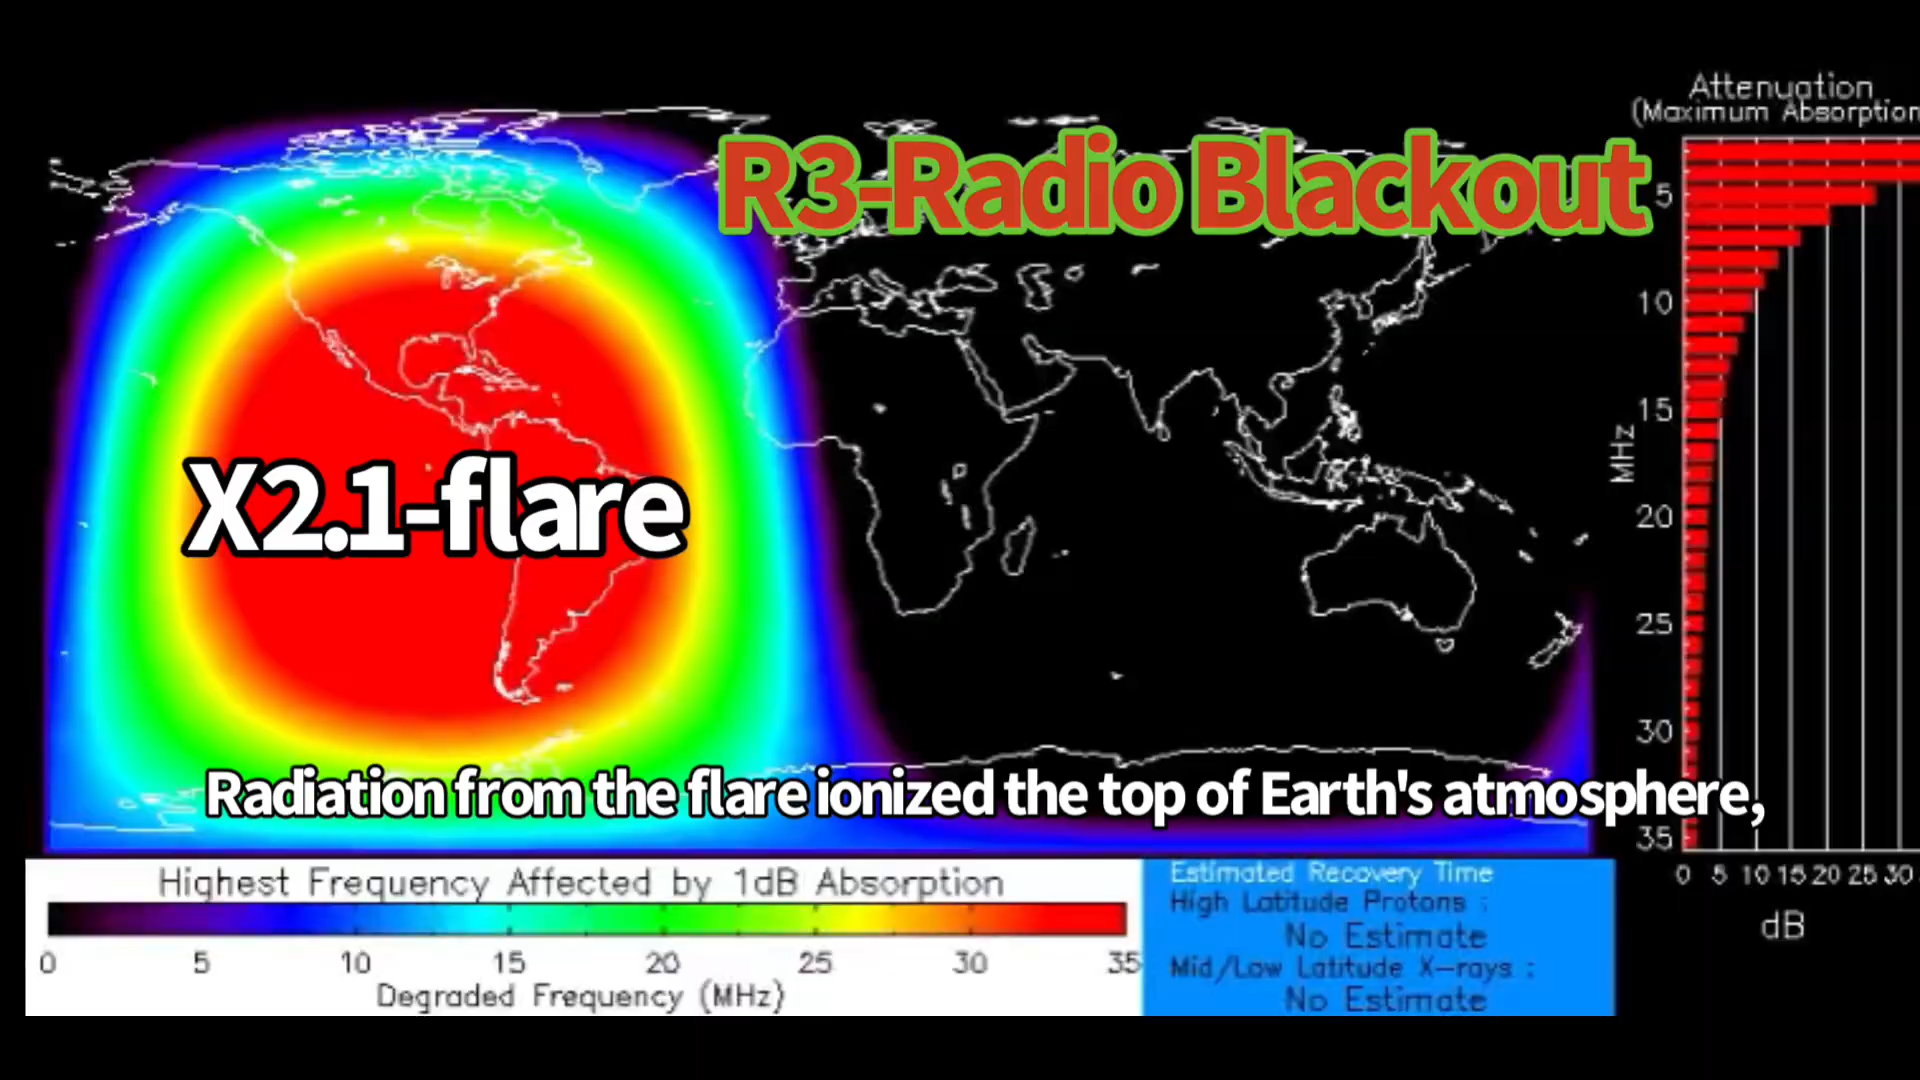 Attenuation
(Maximum Absorption
R3-Radio Blackout
X2.1-flare
5
10
15
20
25
30
35
MHz
0 5 10 15 20 25 30
dB
Radiation from the flare ionized the top of Earth's atmosphere,
Highest Frequency Affected by 1dB Absorption
0 5 10 15 20 25 30 35
Degraded Frequency (MHz)
Estimated Recovery Time
High Latitude Protons :
No Estimate
Mid/Low Latitude X-rays :
No Estimate